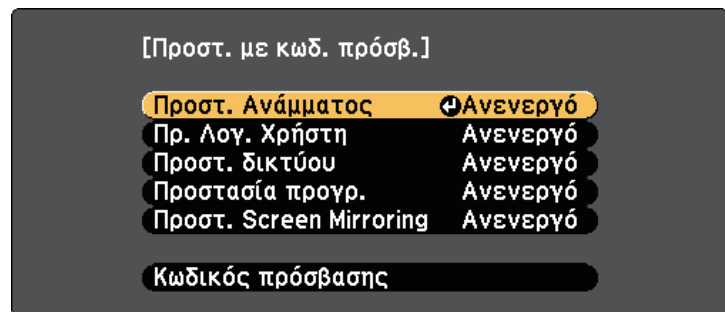 [Προστ. με κωδ. πρόσβ.]
Προστ. Ανάμματος Ανενεργό
Πρ. Λογ. Χρήστη Ανενεργό
Προστ. δικτύου Ανενεργό
Προστασία προγρ. Ανενεργό
Προστ. Screen Mirroring Ανενεργό
Κωδικός πρόσβασης